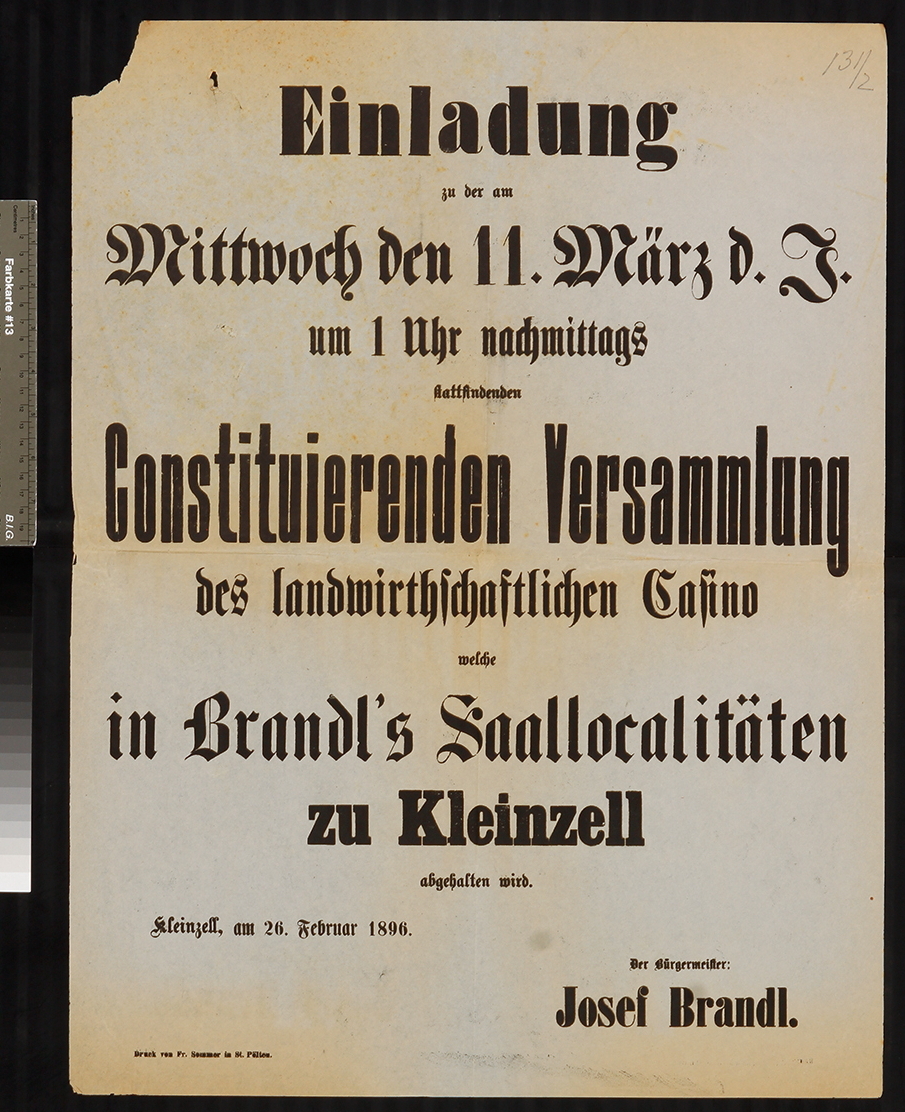 131/2
Einladung
zu der am
Mittwoch den 11. März d. J.
um 1 Uhr nachmittags
stattfindenden
Constituierenden Versammlung
des landwirthſchaftlichen Caſino
welche
in Brandl's Saallocalitäten
zu Kleinzell
abgehalten wird.
Kleinzell, am 26. Februar 1896.
Der Bürgermeiſter:
Josef Brandl.
Druck von Fr. Sommer in St. Pölten.
Farbkarte #13
B.I.G.